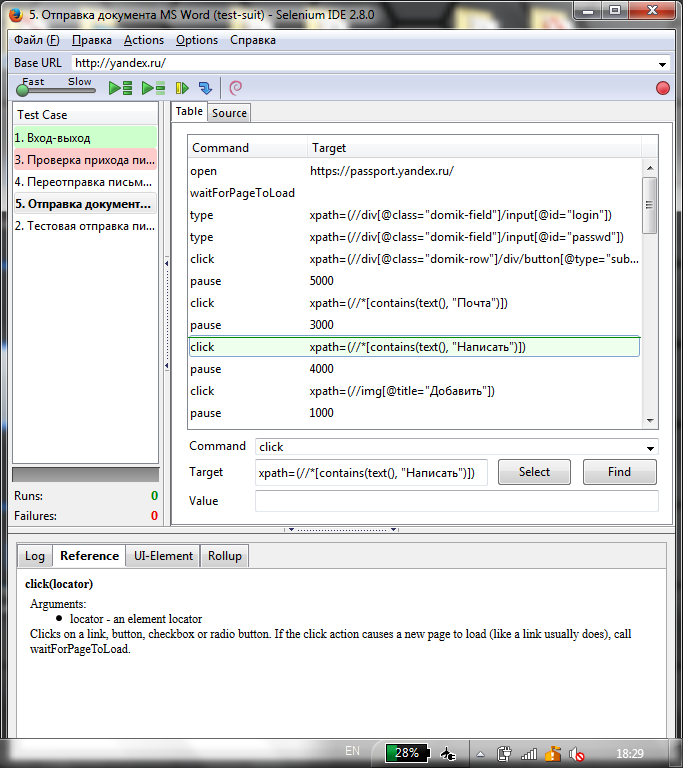 5. Отправка документа MS Word (test-suit) - Selenium IDE 2.8.0
Файл (F) Правка Actions Options Справка
Base URL http://yandex.ru/
Fast Slow
Test Case
1. Вход-выход
3. Проверка прихода пи...
4. Переотправка письм...
5. Отправка документ...
2. Тестовая отправка пи...
Runs: 0
Failures: 0
Table Source
Command Target
open https://passport.yandex.ru/
waitForPageToLoad
type xpath=(//div[@class="domik-field"]/input[@id="login"])
type xpath=(//div[@class="domik-field"]/input[@id="passwd"])
click xpath=(//div[@class="domik-row"]/div/button[@type="sub...
pause 5000
click xpath=(//*[contains(text(), "Почта")])
pause 3000
click xpath=(//*[contains(text(), "Написать")])
pause 4000
click xpath=(//img[@title="Добавить"])
pause 1000
Command click
Target xpath=(//*[contains(text(), "Написать")]) Select Find
Value
Log Reference UI-Element Rollup
click(locator)
Arguments:
locator - an element locator
Clicks on a link, button, checkbox or radio button. If the click action causes a new page to load (like a link usually does), call
waitForPageToLoad.
EN 28% 18:29